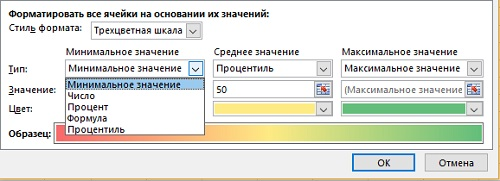 Форматировать все ячейки на основании их значений:
Стиль формата: Трехцветная шкала
Минимальное значение Среднее значение Максимальное значение
Тип: Минимальное значение Процентиль Максимальное значение
Минимальное значение
Значение: 50 (Максимальное значение
Число
Процент
Цвет:
Формула
Процентиль
Образец:
ОК Отмена